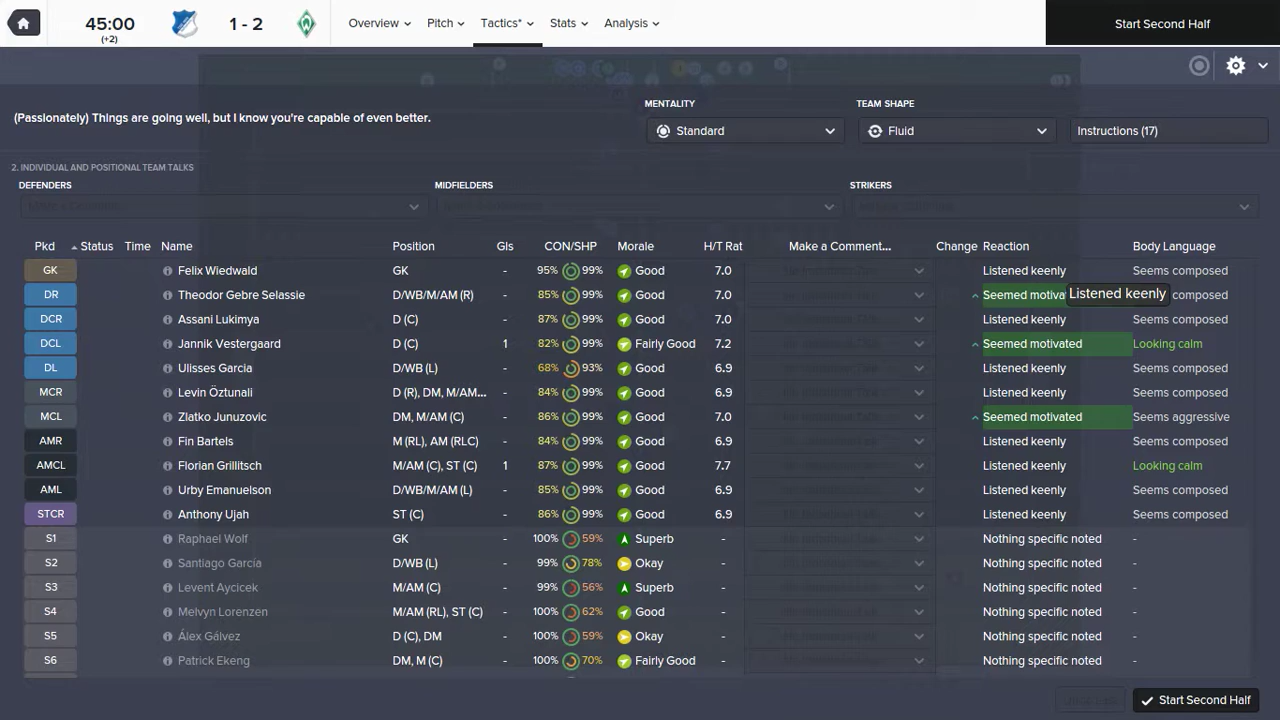 45:00 1 - 2 Overview Pitch Tactics* Stats Analysis Start Second Half
(+2)
MENTALITY TEAM SHAPE
(Passionately) Things are going well, but I know you're capable of even better. Standard Fluid Instructions (17)
2. INDIVIDUAL AND POSITIONAL TEAM TALKS
DEFENDERS MIDFIELDERS STRIKERS
Pkd Status Time Name Position Gls CON/SHP Morale H/T Rat Make a Comment... Change Reaction Body Language
GK Felix Wiedwald GK - 95% 99% Good 7.0 Listened keenly Seems composed
DR Theodor Gebre Selassie D/WB/M/AM (R) - 85% 99% Good 7.0 Seemed motiva Listened keenly composed
DCR Assani Lukimya D (C) - 87% 99% Good 7.0 Listened keenly Seems composed
DCL Jannik Vestergaard D (C) 1 82% 99% Fairly Good 7.2 Seemed motivated Looking calm
DL Ulisses Garcia D/WB (L) - 68% 93% Good 6.9 Listened keenly Seems composed
MCR Levin Öztunali D (R), DM, M/AM... - 84% 99% Good 6.9 Listened keenly Seems composed
MCL Zlatko Junuzovic DM, M/AM (C) - 86% 99% Good 7.0 Seemed motivated Seems aggressive
AMR Fin Bartels M (RL), AM (RLC) - 84% 99% Good 6.9 Listened keenly Seems composed
AMCL Florian Grillitsch M/AM (C), ST (C) 1 87% 99% Good 7.7 Listened keenly Looking calm
AML Urby Emanuelson D/WB/M/AM (L) - 85% 99% Good 6.9 Listened keenly Seems composed
STCR Anthony Ujah ST (C) - 86% 99% Good 6.9 Listened keenly Seems composed
S1 Raphael Wolf GK - 100% 59% Superb - Nothing specific noted -
S2 Santiago García D/WB (L) - 99% 78% Okay - Nothing specific noted -
S3 Levent Aycicek M/AM (C) - 99% 56% Superb - Nothing specific noted -
S4 Melvyn Lorenzen M/AM (RL), ST (C) - 100% 62% Good - Nothing specific noted -
S5 Álex Gálvez D (C), DM - 100% 59% Okay - Nothing specific noted -
S6 Patrick Ekeng DM, M (C) - 100% 70% Fairly Good - Nothing specific noted -
Start Second Half